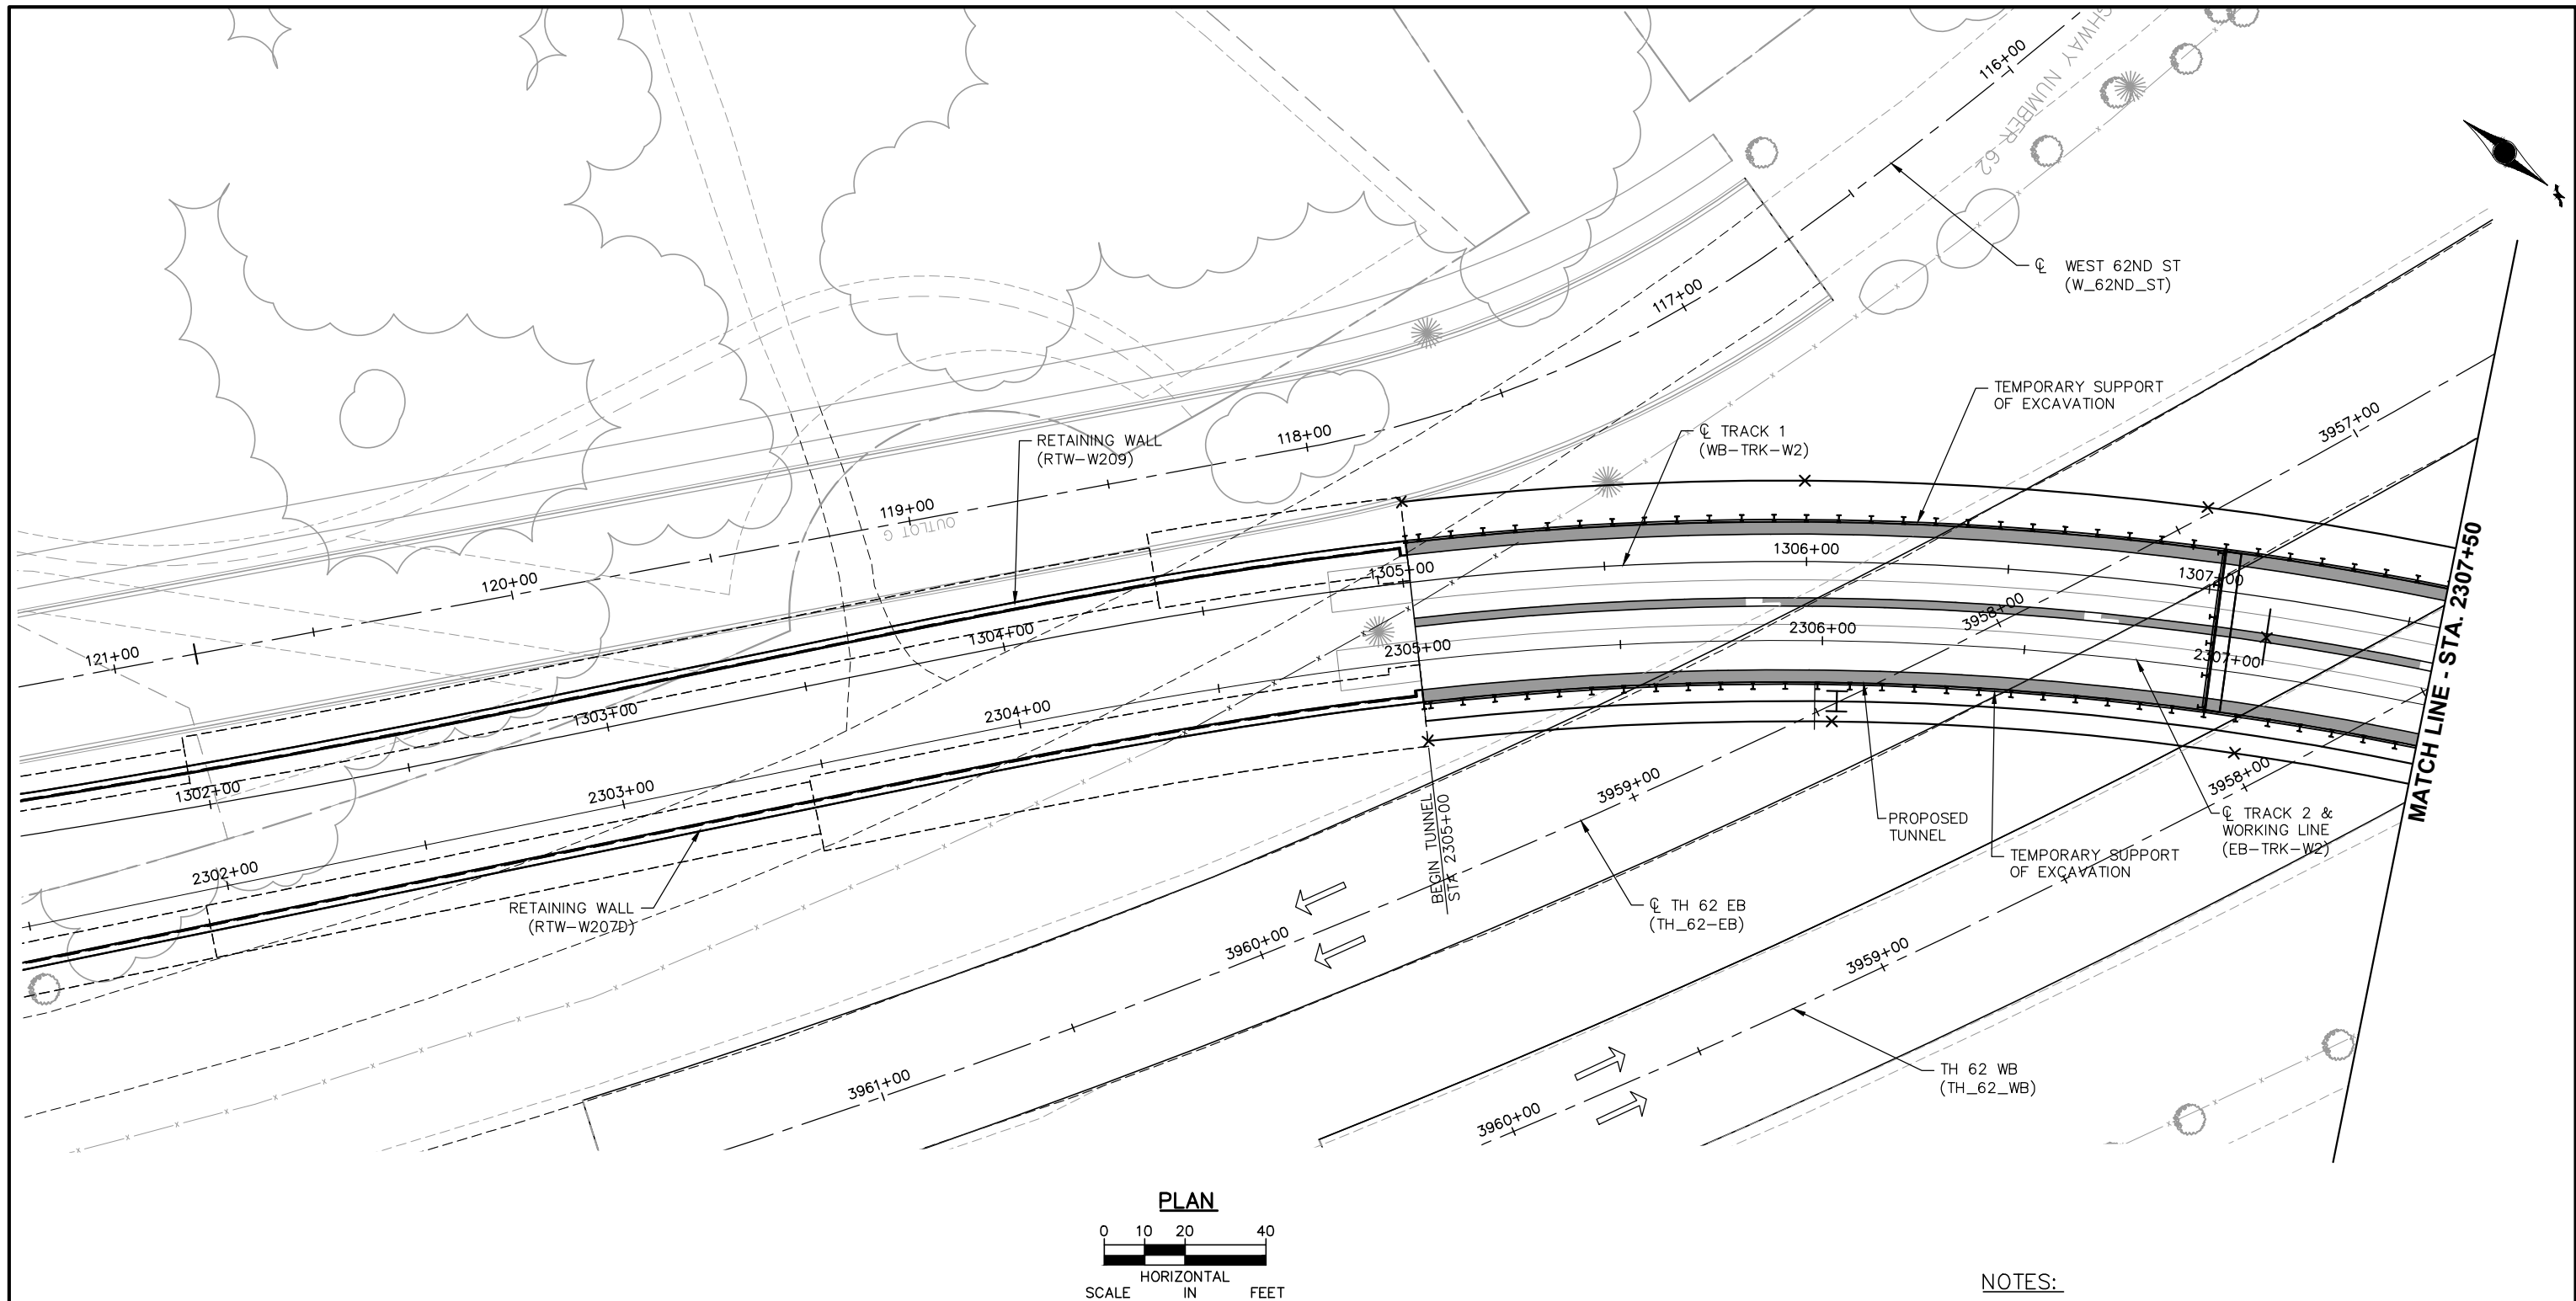 116+00
HWAY NUMBER 62
℄ WEST 62ND ST
(W_62ND_ST)
117+00
TEMPORARY SUPPORT
OF EXCAVATION
3957+00
118+00
℄ TRACK 1
(WB-TRK-W2)
RETAINING WALL
(RTW-W209)
119+00
OUTLOT G
120+00
121+00
1306+00
1305+00
1307+00
1304+00
1303+00
1302+00
3958+00
2306+00
2305+00
2307+00
2304+00
2303+00
2302+00
MATCH LINE - STA. 2307+50
3959+00
3958+00
BEGIN TUNNEL
STA 2305+00
PROPOSED
TUNNEL
℄ TRACK 2 &
WORKING LINE
(EB-TRK-W2)
TEMPORARY SUPPORT
OF EXCAVATION
RETAINING WALL
(RTW-W207D)
℄ TH 62 EB
(TH_62-EB)
3960+00
3959+00
3961+00
TH 62 WB
(TH_62_WB)
3960+00
PLAN
0 10 20 40
HORIZONTAL
SCALE IN FEET
NOTES: